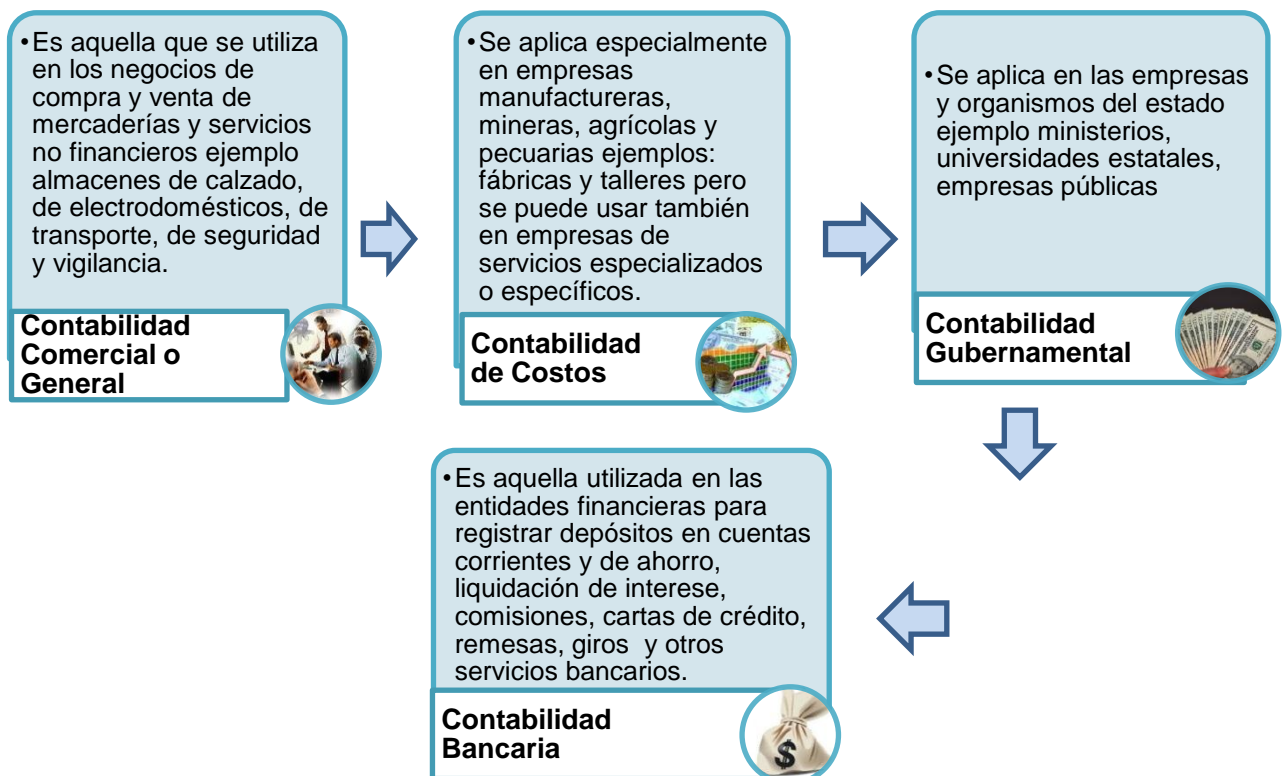 •Es aquella que se utiliza
en los negocios de
compra y venta de
mercaderías y servicios
no financieros ejemplo
almacenes de calzado,
de electrodomésticos, de
transporte, de seguridad
y vigilancia.
Contabilidad
Comercial o
General
•Se aplica especialmente
en empresas
manufactureras,
mineras, agrícolas y
pecuarias ejemplos:
fábricas y talleres pero
se puede usar también
en empresas de
servicios especializados
o específicos.
Contabilidad
de Costos
•Se aplica en las empresas
y organismos del estado
ejemplo ministerios,
universidades estatales,
empresas públicas
Contabilidad
Gubernamental
•Es aquella utilizada en las
entidades financieras para
registrar depósitos en cuentas
corrientes y de ahorro,
liquidación de interese,
comisiones, cartas de crédito,
remesas, giros y otros
servicios bancarios.
Contabilidad
Bancaria
$